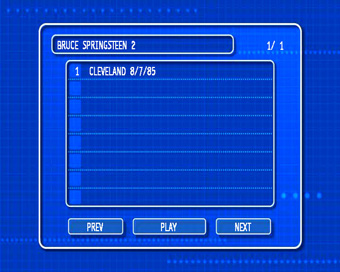 BRUCE SPRINGSTEEN 2
1/ 1
1 CLEVELAND 8/7/85
PREV PLAY NEXT